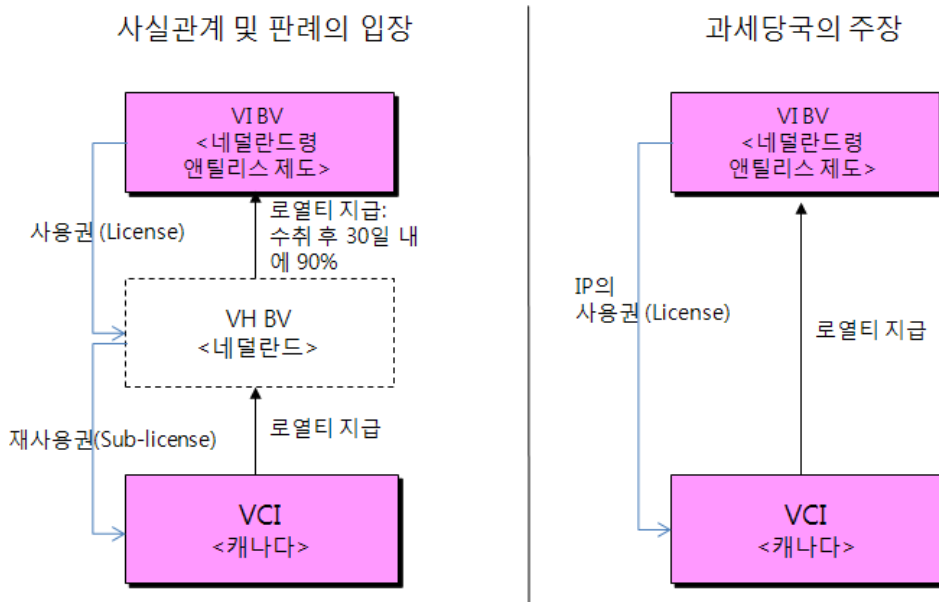 사실관계 및 판례의 입장
VI BV
<네덜란드령
앤틸리스 제도>
사용권 (License)
로열티 지급:
수취 후 30일 내
에 90%
VH BV
<네덜란드>
재사용권(Sub-license)
로열티 지급
VCI
<캐나다>
과세당국의 주장
VI BV
<네덜란드령
앤틸리스 제도>
IP의
사용권 (License)
로열티 지급
VCI
<캐나다>